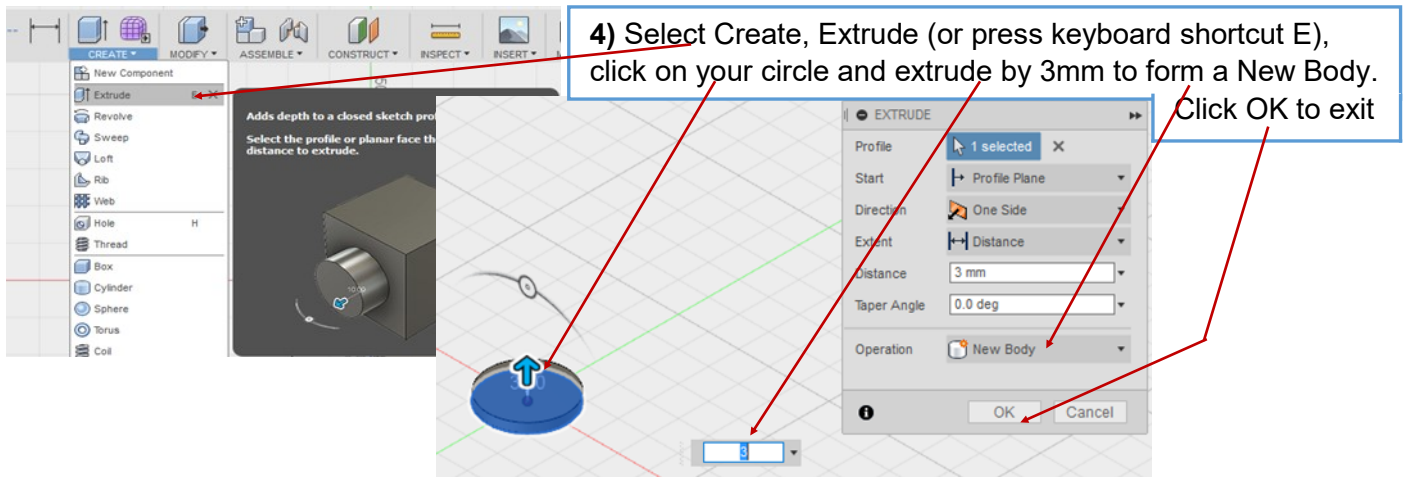 4) Select Create, Extrude (or press keyboard shortcut E),
click on your circle and extrude by 3mm to form a New Body.
Click OK to exit
CREATE MODIFY ASSEMBLE CONSTRUCT INSPECT INSERT
New Component
Extrude
Revolve
Sweep
Loft
Rib
Web
Hole H
Thread
Box
Cylinder
Sphere
Torus
Coil
Adds depth to a closed sketch
Select the profile or planar face
distance to extrude.
10.00
EXTRUDE
Profile 1 selected
Start Profile Plane
Direction One Side
Extent Distance
Distance 3 mm
Taper Angle 0.0 deg
Operation New Body
OK Cancel
3